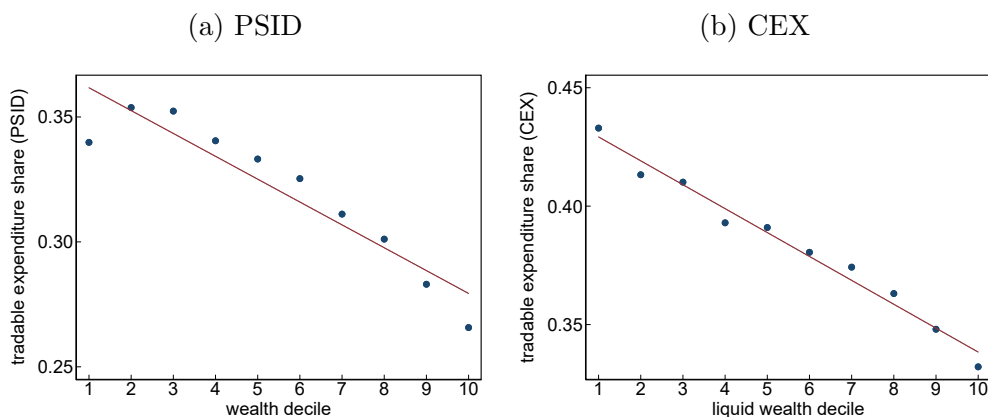 (a) PSID
(b) CEX
tradable expenditure share (PSID)
0.35
0.30
0.25
1 2 3 4 5 6 7 8 9 10
wealth decile
tradable expenditure share (CEX)
0.45
0.40
0.35
1 2 3 4 5 6 7 8 9 10
liquid wealth decile